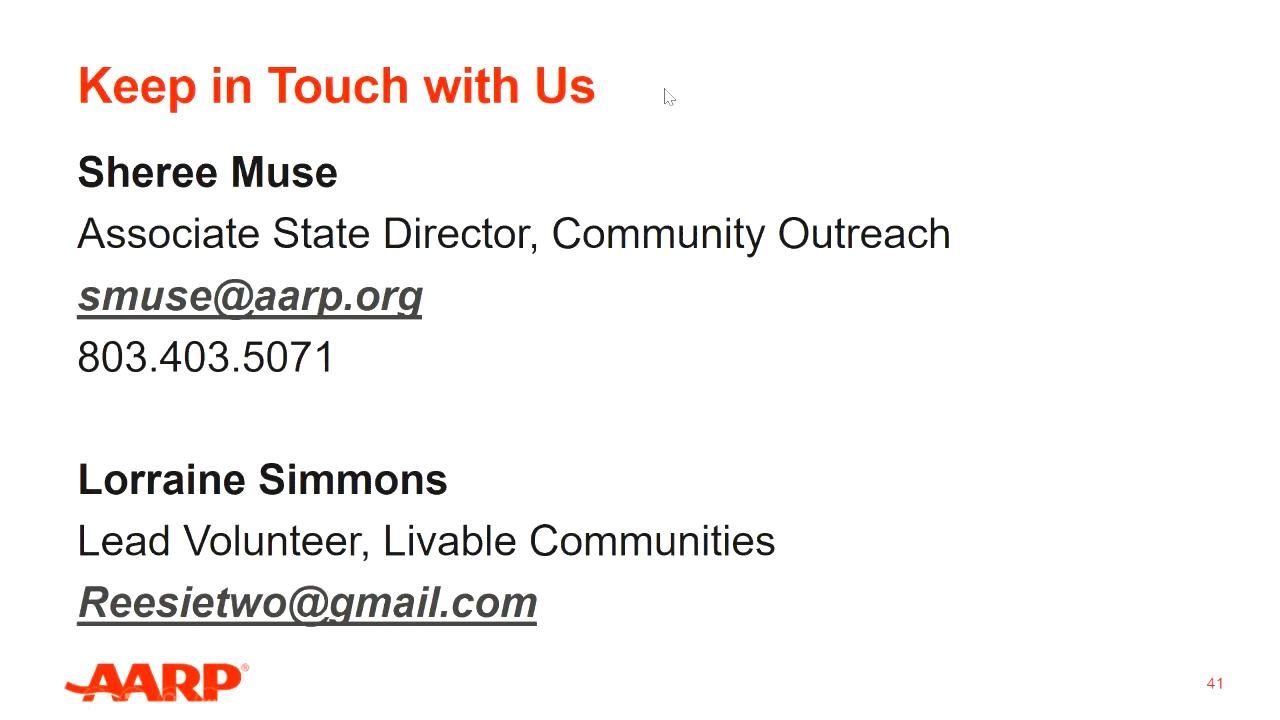 Keep in Touch with Us
Sheree Muse
Associate State Director, Community Outreach
smuse@aarp.org
803.403.5071
Lorraine Simmons
Lead Volunteer, Livable Communities
Reesietwo@gmail.com
AARP®
41